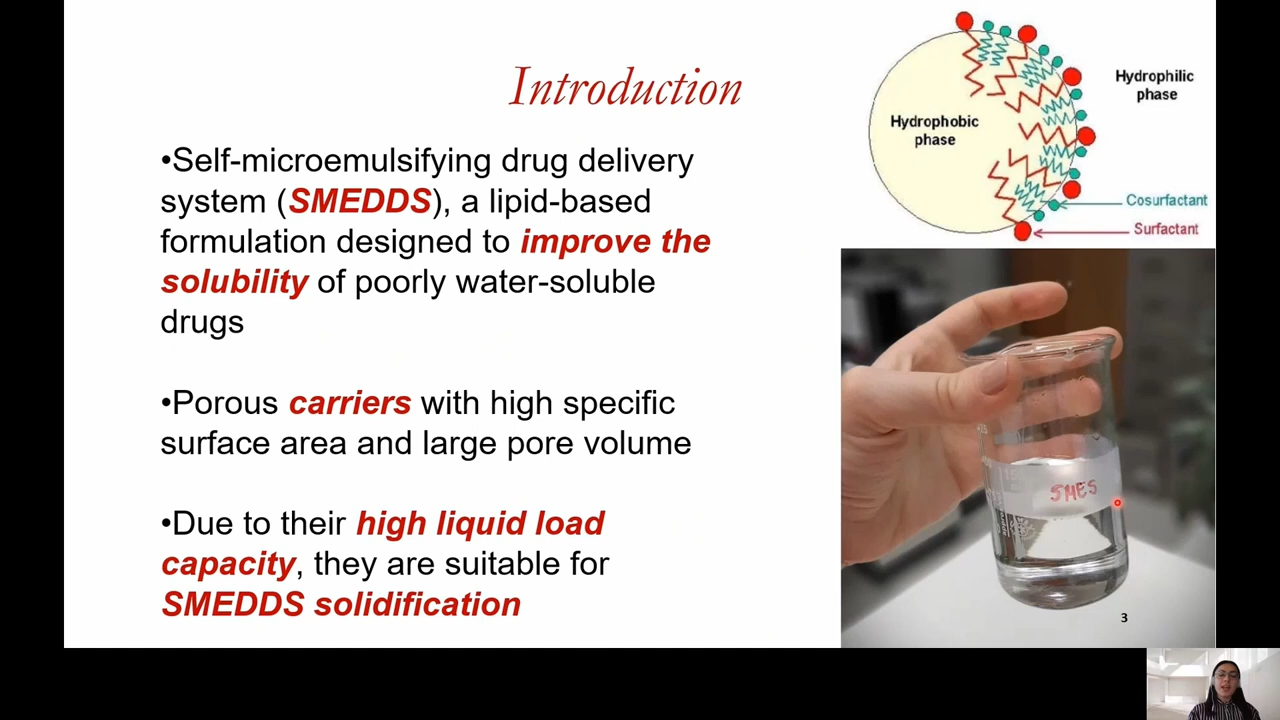 Introduction
•Self-microemulsifying drug delivery
system (SMEDDS), a lipid-based
formulation designed to improve the
solubility of poorly water-soluble
drugs
•Porous carriers with high specific
surface area and large pore volume
•Due to their high liquid load
capacity, they are suitable for
SMEDDS solidification
Hydrophobic
phase
Hydrophilic
phase
Cosurfactant
Surfactant
SMES
3